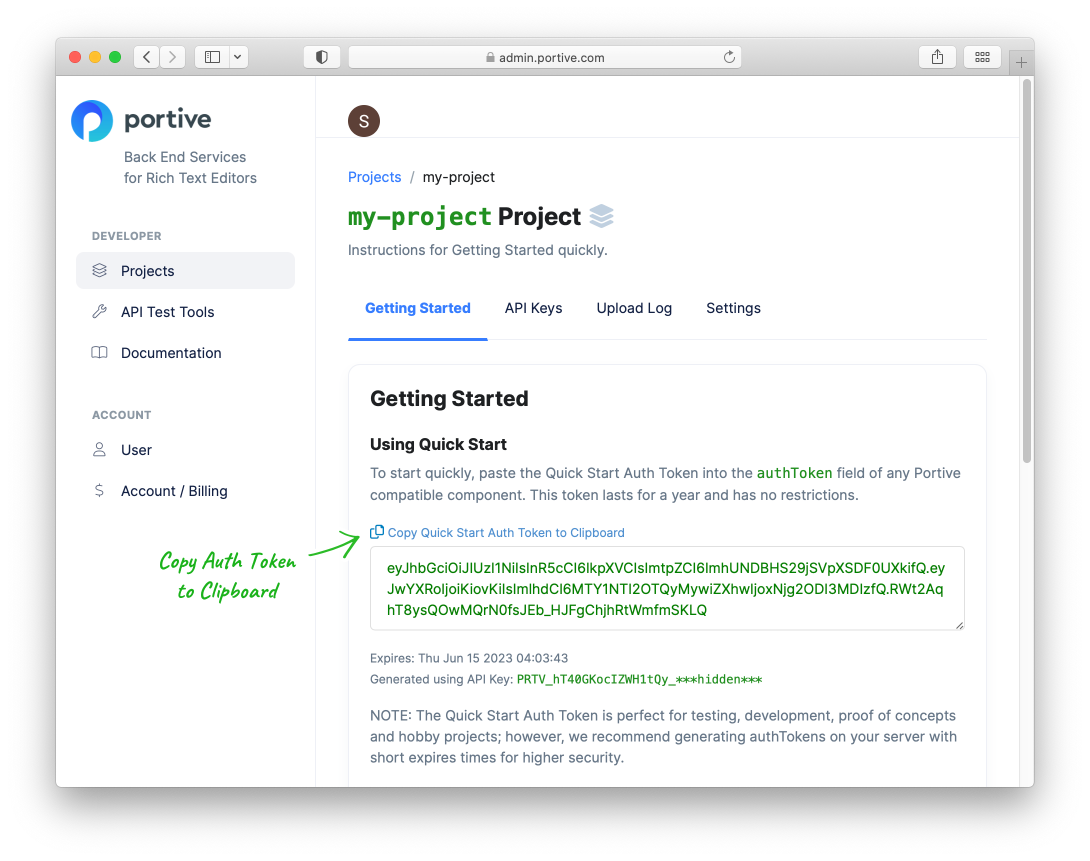 admin.portive.com
portive
Back End Services
for Rich Text Editors
DEVELOPER
Projects
API Test Tools
Documentation
ACCOUNT
User
Account / Billing
S
Projects / my-project
my-project Project
Instructions for Getting Started quickly.
Getting Started API Keys Upload Log Settings
Getting Started
Using Quick Start
To start quickly, paste the Quick Start Auth Token into the authToken field of any Portive
compatible component. This token lasts for a year and has no restrictions.
Copy Quick Start Auth Token to Clipboard
Copy Auth Token
to Clipboard
eyJhbGciOiJIUzI1NiIsInR5cCI6IkpXVCIsImtpZCI6ImhUNDBHS29jSVpXSDF0UXkifQ.ey
JwYXRoIjoiKiovKiIsImlhdCI6MTY1NTI2OTQyMywiZXhwIjoxNjg2ODI3MDIzfQ.RWt2Aq
hT8ysQOwMQrN0fsJEb_HJFgChjhRtWmfmSKLQ
Expires: Thu Jun 15 2023 04:03:43
Generated using API Key: PRTV_hT40GKocIZWH1tQy_***hidden***
NOTE: The Quick Start Auth Token is perfect for testing, development, proof of concepts
and hobby projects; however, we recommend generating authTokens on your server with
short expires times for higher security.